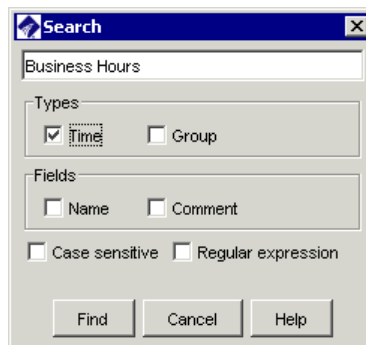 Search
Business Hours
Types
Time Group
Fields
Name Comment
Case sensitive Regular expression
Find Cancel Help